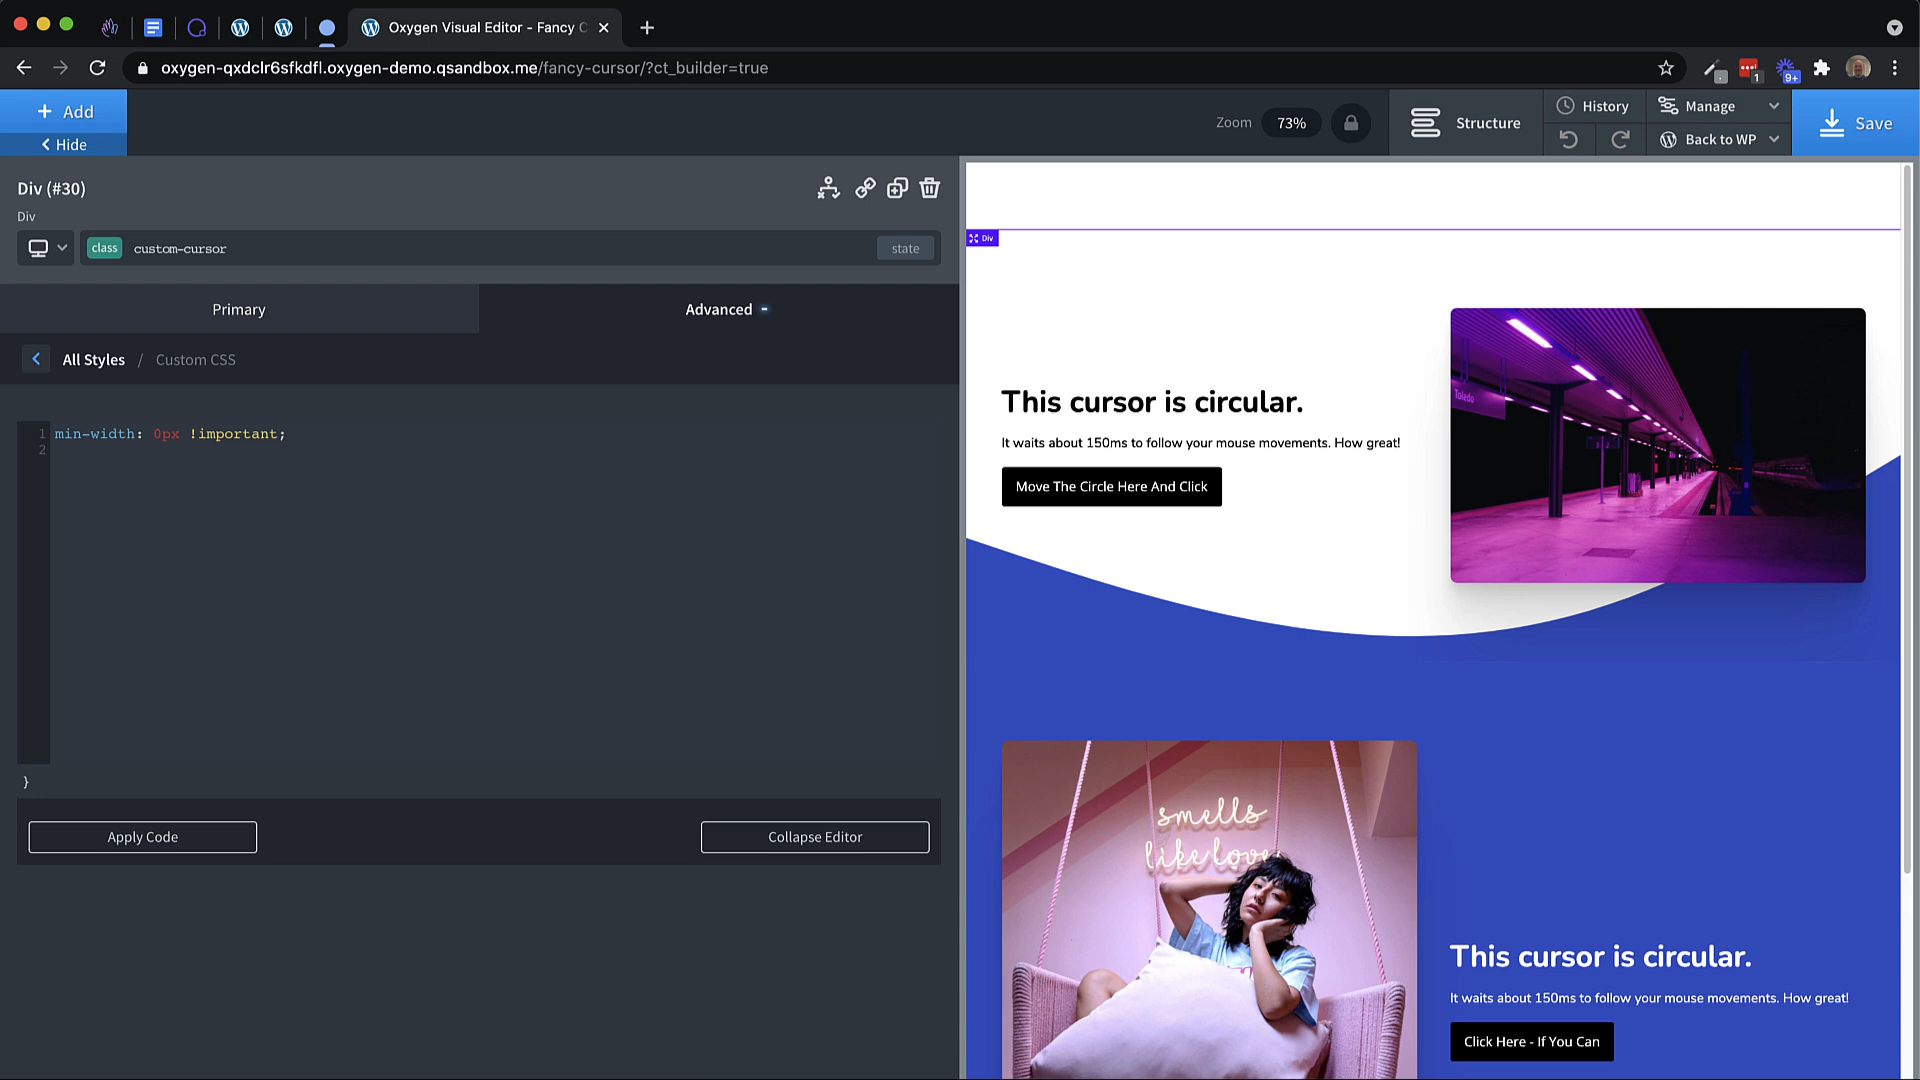 Oxygen Visual Editor - Fancy C
oxygen-qxdclr6sfkdfl.oxygen-demo.qsandbox.me/fancy-cursor/?ct_builder=true
1
9+
Add
Hide
Zoom
73%
Structure
History
Manage
Back to WP
Save
Div (#30)
Div
class
custom-cursor
state
Primary
Advanced
All Styles / Custom CSS
1 min-width: 0px !important;
2
}
Apply Code
Collapse Editor
Div
Toledo
This cursor is circular.
It waits about 150ms to follow your mouse movements. How great!
Move The Circle Here And Click
smells
like love
This cursor is circular.
It waits about 150ms to follow your mouse movements. How great!
Click Here - If You Can